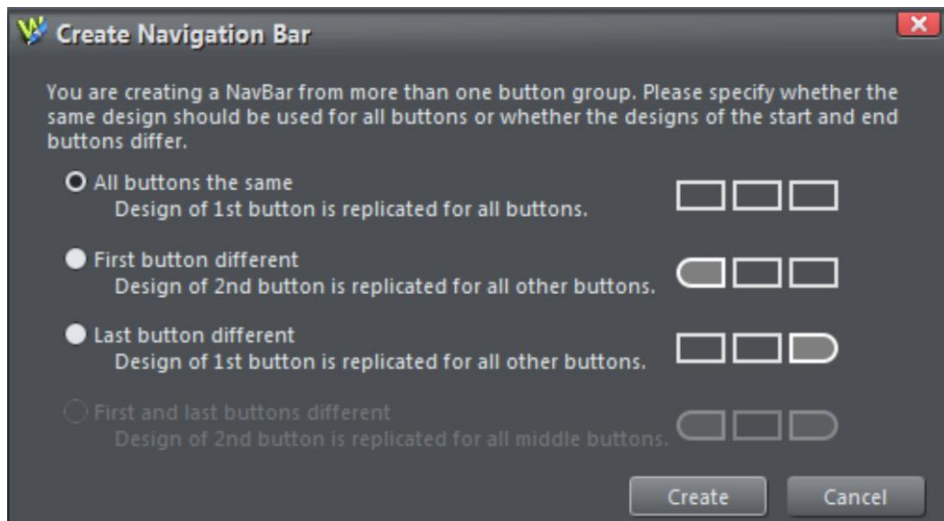 Create Navigation Bar
You are creating a NavBar from more than one button group. Please specify whether the
same design should be used for all buttons or whether the designs of the start and end
buttons differ.
All buttons the same
Design of 1st button is replicated for all buttons.
First button different
Design of 2nd button is replicated for all other buttons.
Last button different
Design of 1st button is replicated for all other buttons.
First and last buttons different
Design of 2nd button is replicated for all middle buttons.
Create Cancel